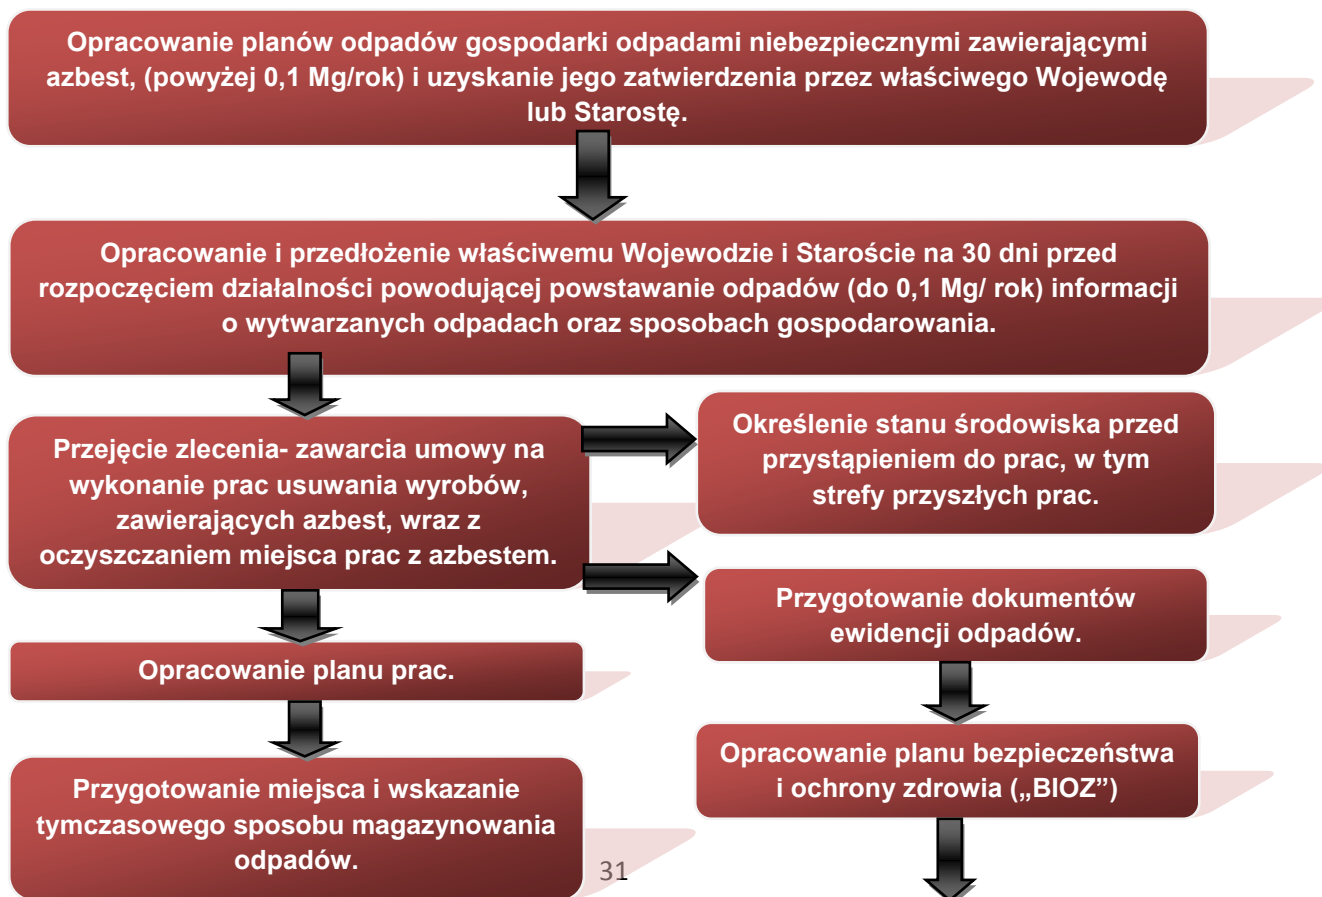 Opracowanie planów odpadów gospodarki odpadami niebezpiecznymi zawierającymi
azbest, (powyżej 0,1 Mg/rok) i uzyskanie jego zatwierdzenia przez właściwego Wojewodę
lub Starostę.
Opracowanie i przedłożenie właściwemu Wojewodzie i Staroście na 30 dni przed
rozpoczęciem działalności powodującej powstawanie odpadów (do 0,1 Mg/ rok) informacji
o wytwarzanych odpadach oraz sposobach gospodarowania.
Przejęcie zlecenia- zawarcia umowy na
wykonanie prac usuwania wyrobów,
zawierających azbest, wraz z
oczyszczaniem miejsca prac z azbestem.
Określenie stanu środowiska przed
przystąpieniem do prac, w tym
strefy przyszłych prac.
Przygotowanie dokumentów
ewidencji odpadów.
Opracowanie planu prac.
Opracowanie planu bezpieczeństwa
i ochrony zdrowia („BIOZ”)
Przygotowanie miejsca i wskazanie
tymczasowego sposobu magazynowania
odpadów.
31